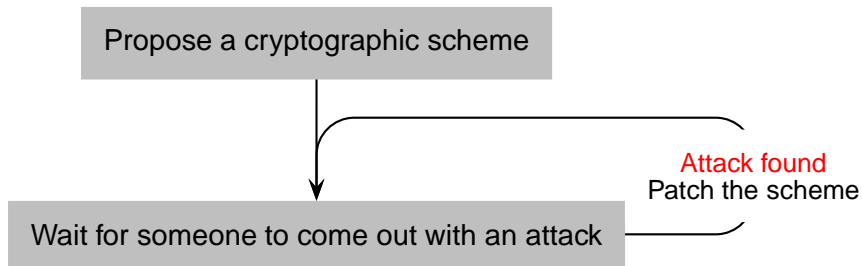 Propose a cryptographic scheme
Attack found
Patch the scheme
Wait for someone to come out with an attack